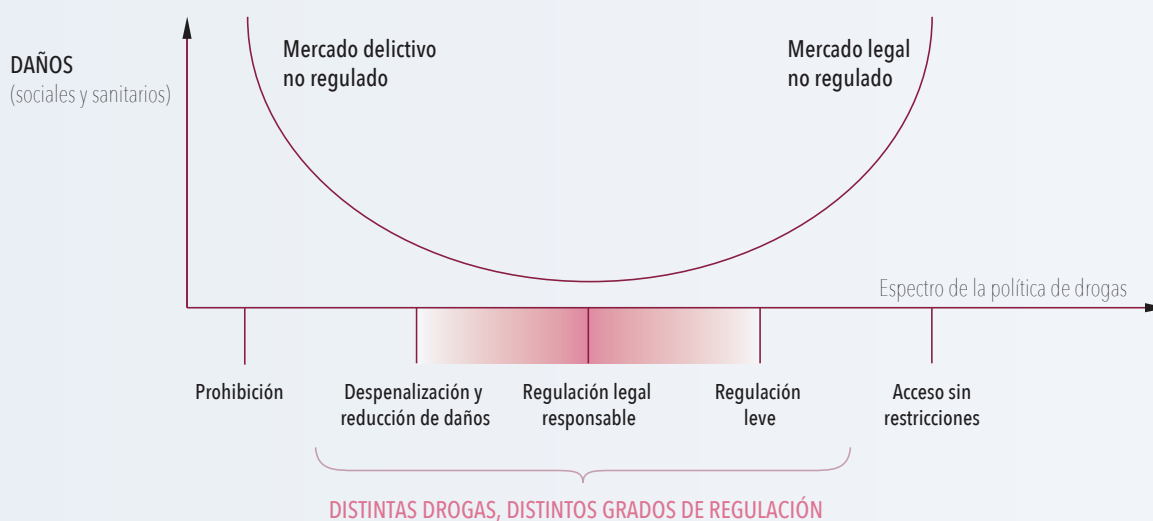 DAÑOS
(sociales y sanitarios)
Mercado delictivo
no regulado
Mercado legal
no regulado
Espectro de la política de drogas
Prohibición
Despenalización y
reducción de daños
Regulación legal
responsable
Regulación
leve
Acceso sin
restricciones
DISTINTAS DROGAS, DISTINTOS GRADOS DE REGULACIÓN